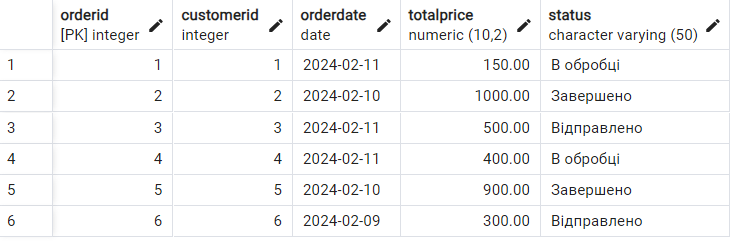 orderid customerid orderdate totalprice status
[PK] integer integer date numeric (10,2) character varying (50)
1 1 1 2024-02-11 150.00 В обробці
2 2 2 2024-02-10 1000.00 Завершено
3 3 3 2024-02-11 500.00 Відправлено
4 4 4 2024-02-11 400.00 В обробці
5 5 5 2024-02-10 900.00 Завершено
6 6 6 2024-02-09 300.00 Відправлено